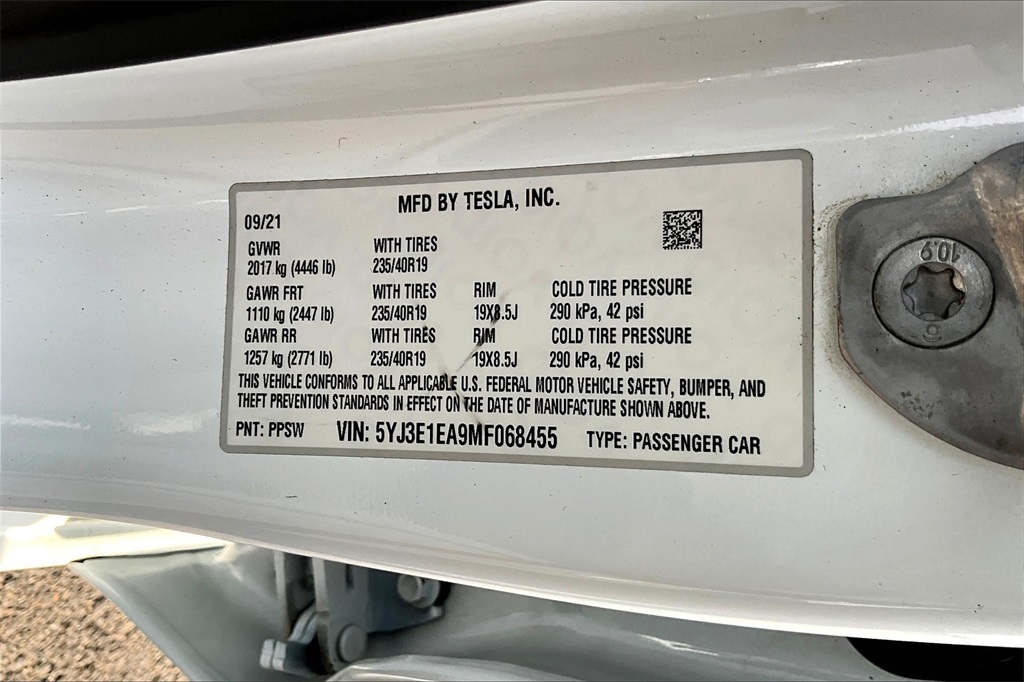 MFD BY TESLA, INC.
09/21
GVWR WITH TIRES
2017 kg (4446 lb) 235/40R19
GAWR FRT WITH TIRES RIM COLD TIRE PRESSURE
1110 kg (2447 lb) 235/40R19 19X8.5J 290 kPa, 42 psi
GAWR RR WITH TIRES RIM COLD TIRE PRESSURE
1257 kg (2771 lb) 235/40R19 19X8.5J 290 kPa, 42 psi
THIS VEHICLE CONFORMS TO ALL APPLICABLE U.S. FEDERAL MOTOR VEHICLE SAFETY, BUMPER, AND
THEFT PREVENTION STANDARDS IN EFFECT ON THE DATE OF MANUFACTURE SHOWN ABOVE.
PNT: PPSW VIN: 5YJ3E1EA9MF068455 TYPE: PASSENGER CAR
10.9